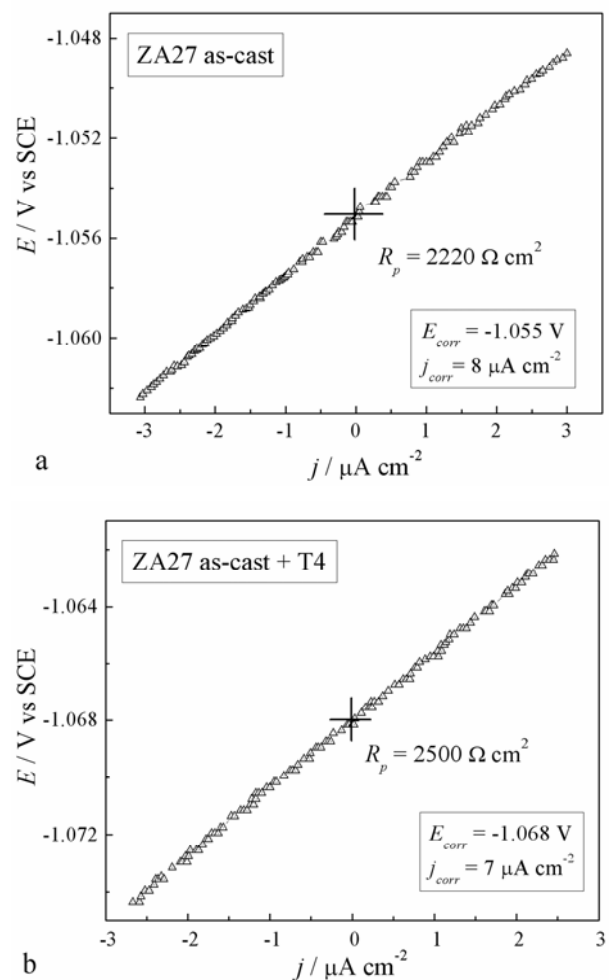 ZA27 as-cast
E / V vs SCE
-1.048
-1.052
-1.056
-1.060
R_p = 2220 Ω cm²
E_corr = -1.055 V
j_corr = 8 μA cm⁻²
-3 -2 -1 0 1 2 3
j / μA cm⁻²
a
ZA27 as-cast + T4
E / V vs SCE
-1.064
-1.068
-1.072
R_p = 2500 Ω cm²
E_corr = -1.068 V
j_corr = 7 μA cm⁻²
-3 -2 -1 0 1 2 3
j / μA cm⁻²
b